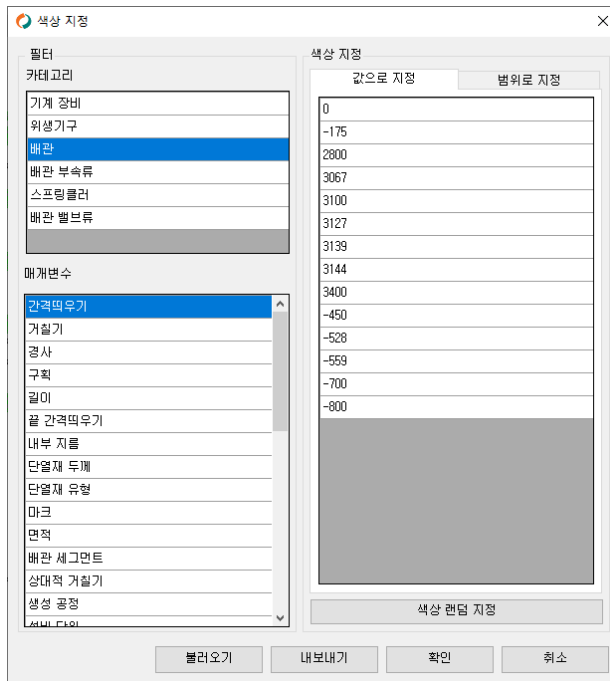 색상 지정
필터
카테고리
기계 장비
위생기구
배관
배관 부속류
스프링클러
배관 밸브류
매개변수
간격띄우기
거칠기
경사
구획
길이
끝 간격띄우기
내부 지름
단열재 두께
단열재 유형
마크
면적
배관 세그먼트
상대적 거칠기
생성 공정
설비 단위
색상 지정
값으로 지정
범위로 지정
0
-175
2800
3067
3100
3127
3139
3144
3400
-450
-528
-559
-700
-800
색상 랜덤 지정
불러오기
내보내기
확인
취소